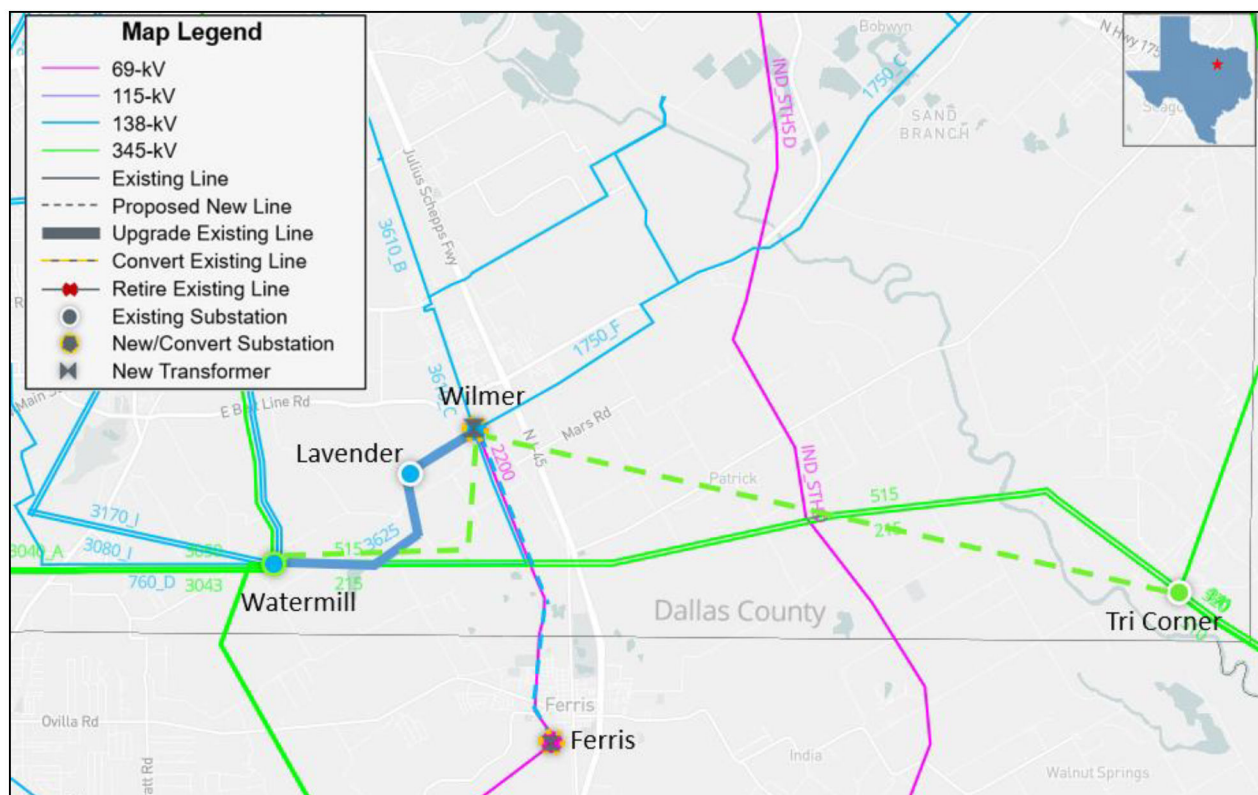 Map Legend
69-kV
115-kV
138-kV
345-kV
Existing Line
Proposed New Line
Upgrade Existing Line
Convert Existing Line
Retire Existing Line
Existing Substation
New/Convert Substation
New Transformer
Bobwyn
N Hwy 175
1750_C
IND_STHSD
SAND
BRANCH
Julius Schepps Fwy
3610_B
1750_F
E Belt Line Rd
Wilmer
Mars Rd
N I-45
2200
Lavender
Patrick
3170_I
3080_I
3040_A
760_D
3043
515
215
3625
515
215
Watermill
Dallas County
Tri Corner
Ferris
Ferris
Ovilla Rd
India
Walnut Springs